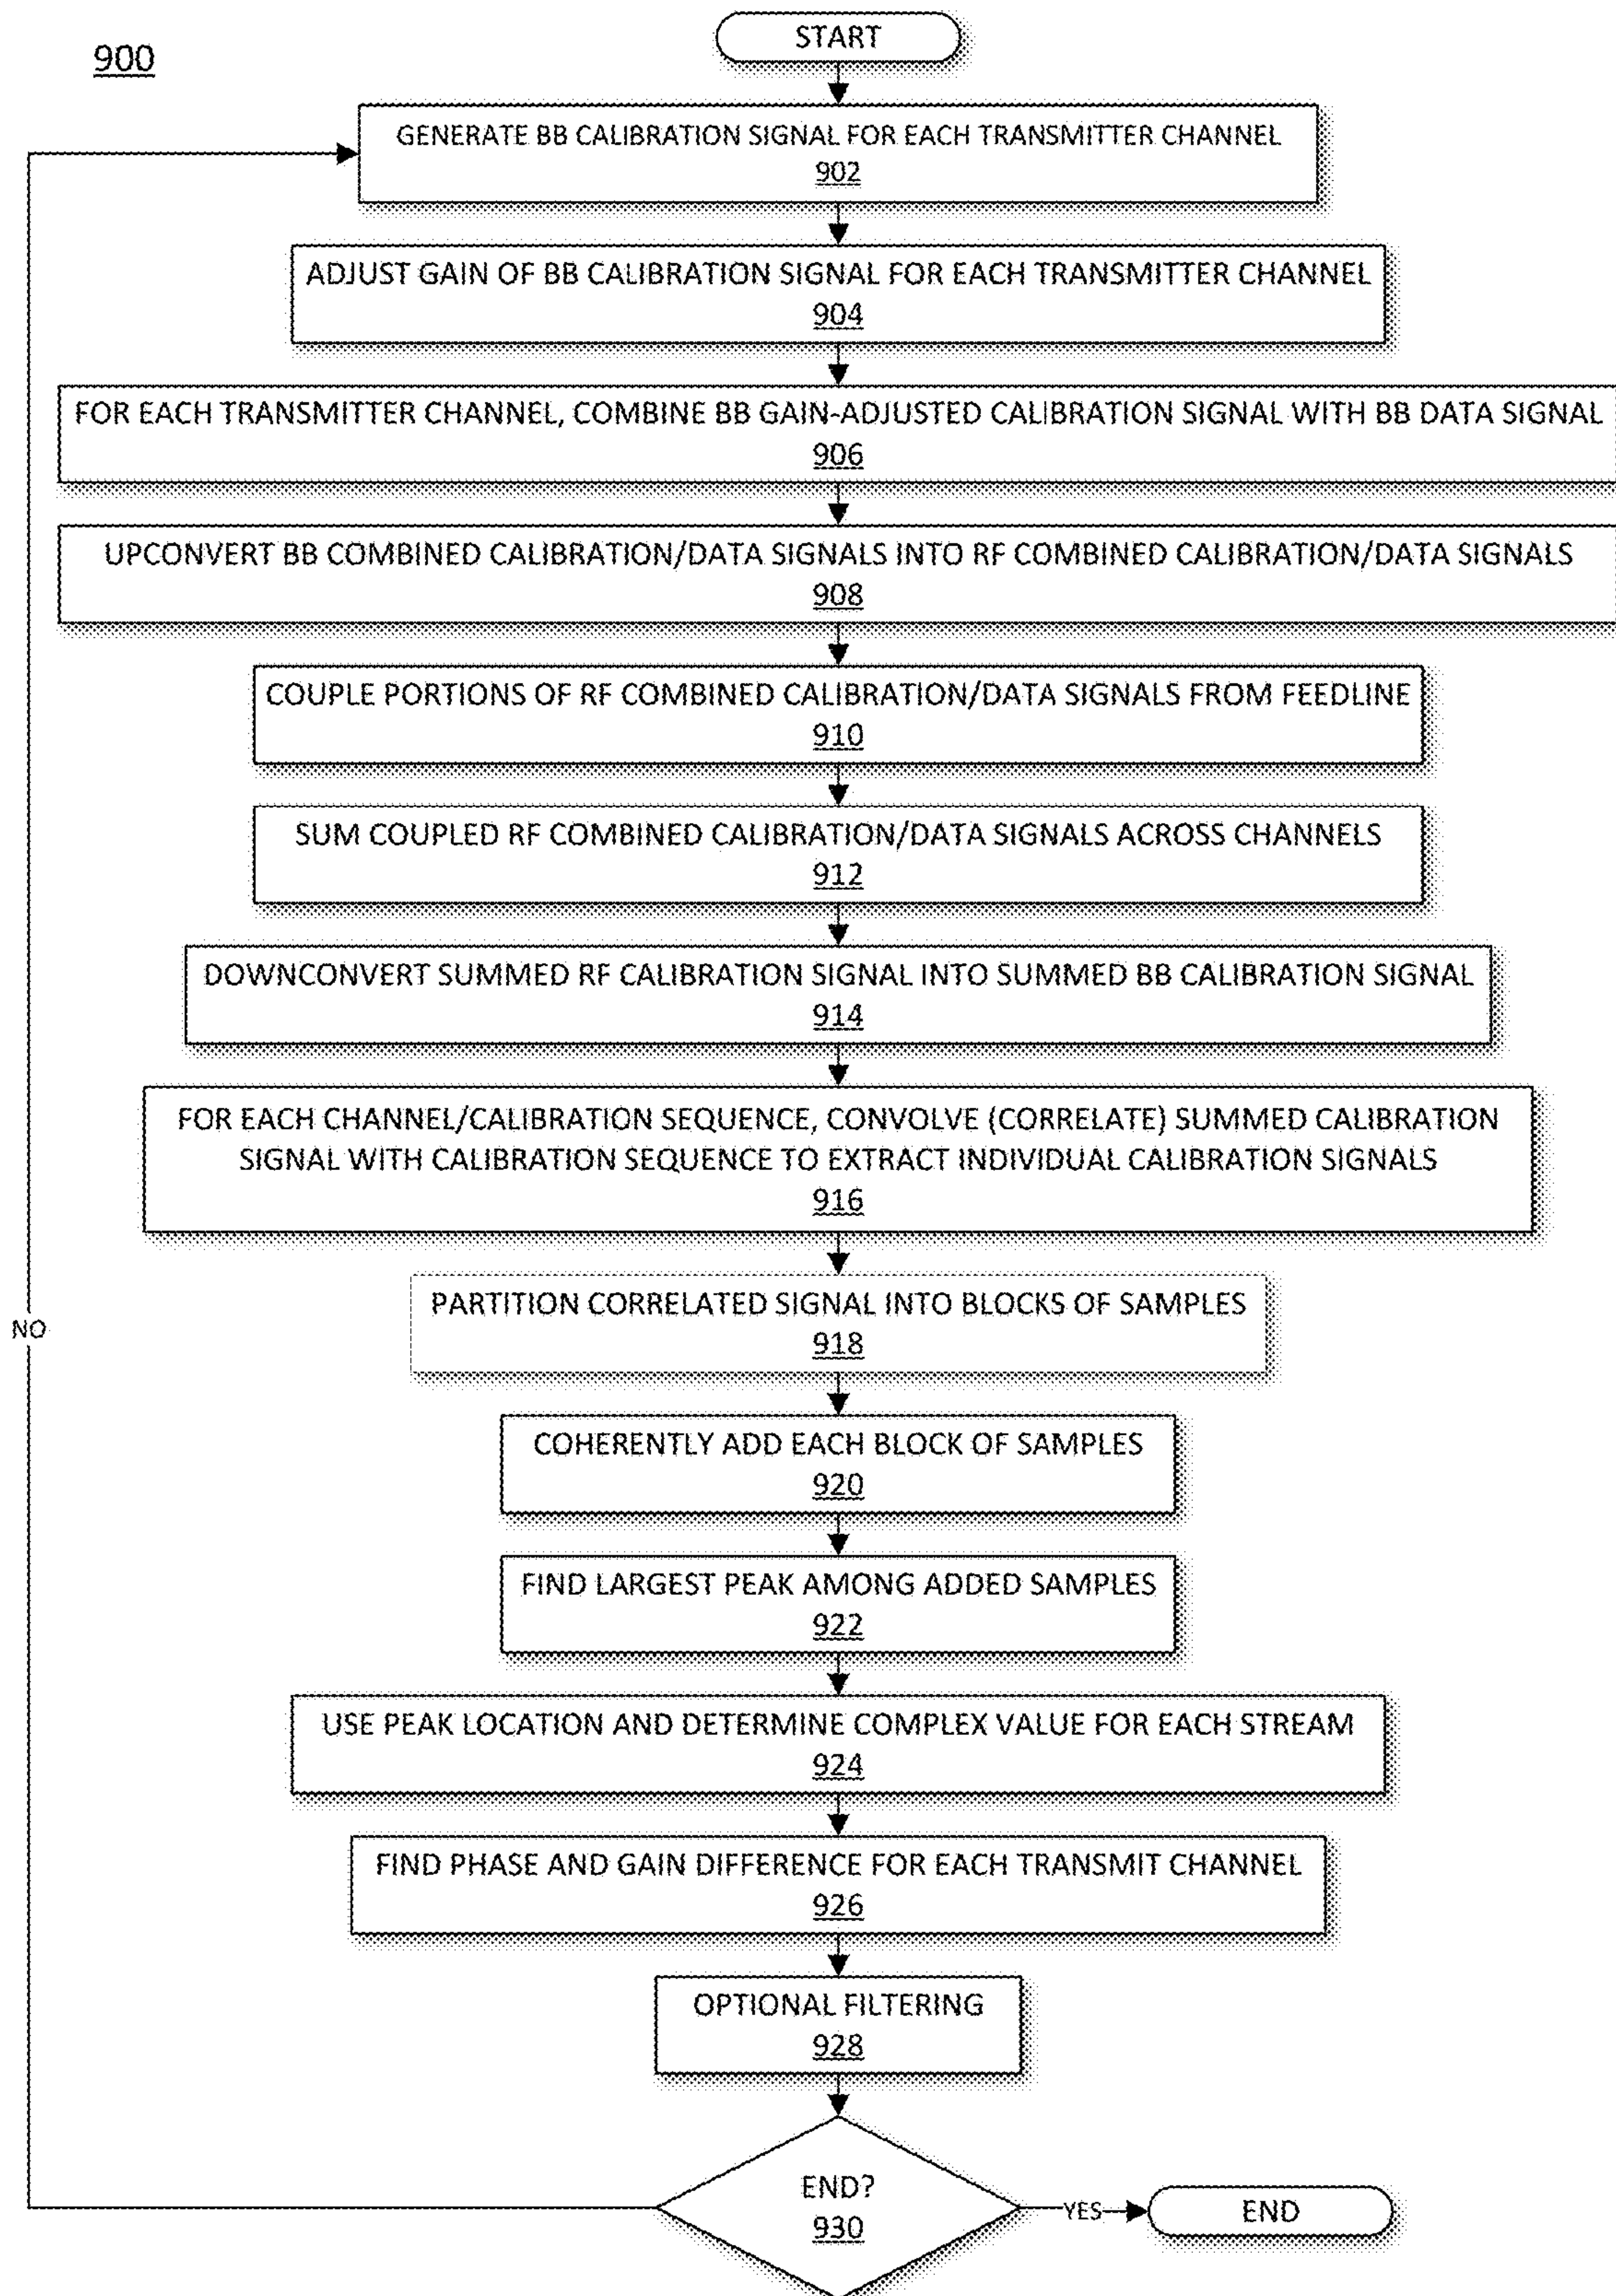 900
START
GENERATE BB CALIBRATION SIGNAL FOR EACH TRANSMITTER CHANNEL
902
ADJUST GAIN OF BB CALIBRATION SIGNAL FOR EACH TRANSMITTER CHANNEL
904
FOR EACH TRANSMITTER CHANNEL, COMBINE BB GAIN-ADJUSTED CALIBRATION SIGNAL WITH BB DATA SIGNAL
906
UPCONVERT BB COMBINED CALIBRATION/DATA SIGNALS INTO RF COMBINED CALIBRATION/DATA SIGNALS
908
COUPLE PORTIONS OF RF COMBINED CALIBRATION/DATA SIGNALS FROM FEEDLINE
910
SUM COUPLED RF COMBINED CALIBRATION/DATA SIGNALS ACROSS CHANNELS
912
DOWNCONVERT SUMMED RF CALIBRATION SIGNAL INTO SUMMED BB CALIBRATION SIGNAL
914
FOR EACH CHANNEL/CALIBRATION SEQUENCE, CONVOLVE (CORRELATE) SUMMED CALIBRATION
SIGNAL WITH CALIBRATION SEQUENCE TO EXTRACT INDIVIDUAL CALIBRATION SIGNALS
916
PARTITION CORRELATED SIGNAL INTO BLOCKS OF SAMPLES
918
NO
COHERENTLY ADD EACH BLOCK OF SAMPLES
920
FIND LARGEST PEAK AMONG ADDED SAMPLES
922
USE PEAK LOCATION AND DETERMINE COMPLEX VALUE FOR EACH STREAM
924
FIND PHASE AND GAIN DIFFERENCE FOR EACH TRANSMIT CHANNEL
926
OPTIONAL FILTERING
928
END?
930
YES
END